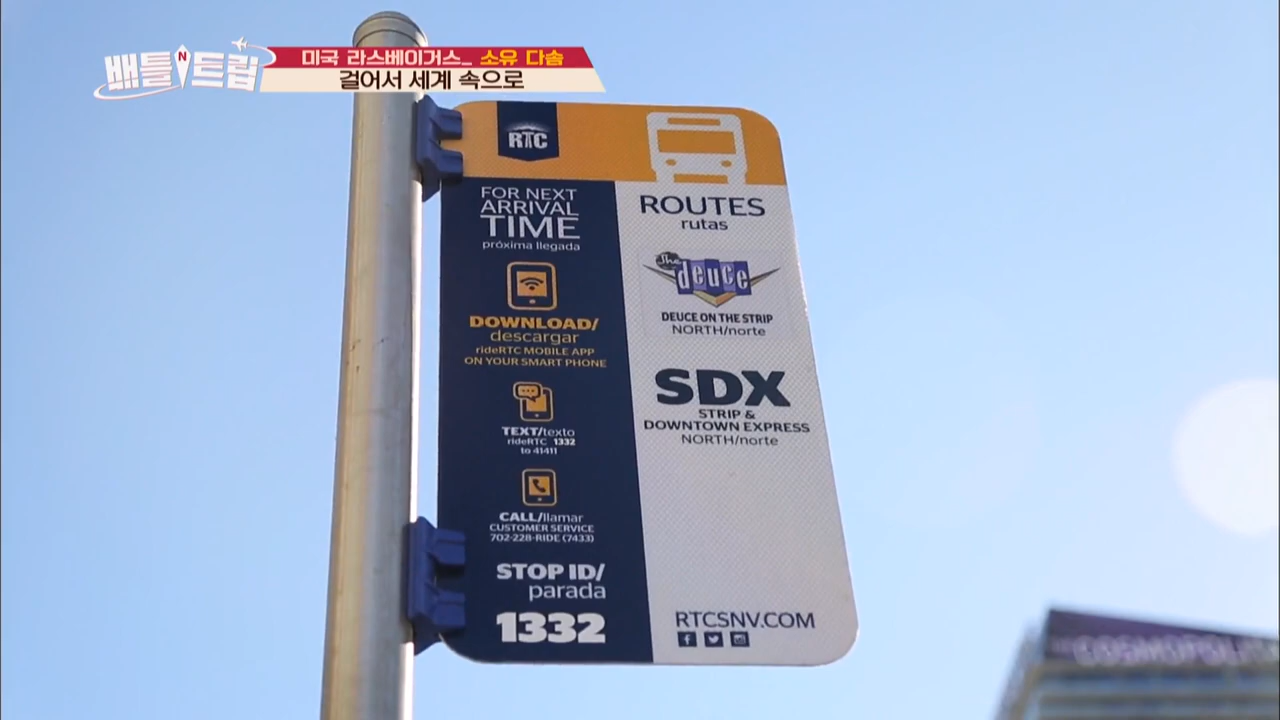 배틀트립
N
미국 라스베이거스_ 소유 다솜
걸어서 세계 속으로
RTC
FOR NEXT
ARRIVAL
TIME
próxima llegada
DOWNLOAD/
descargar
rideRTC MOBILE APP
ON YOUR SMART PHONE
TEXT/texto
rideRTC 1332
to 41411
CALL/llamar
CUSTOMER SERVICE
702-228-RIDE (7433)
STOP ID/
parada
1332
ROUTES
rutas
The
deuce
DEUCE ON THE STRIP
NORTH/norte
SDX
STRIP &
DOWNTOWN EXPRESS
NORTH/norte
RTCSNV.COM
COSMOPOLIT